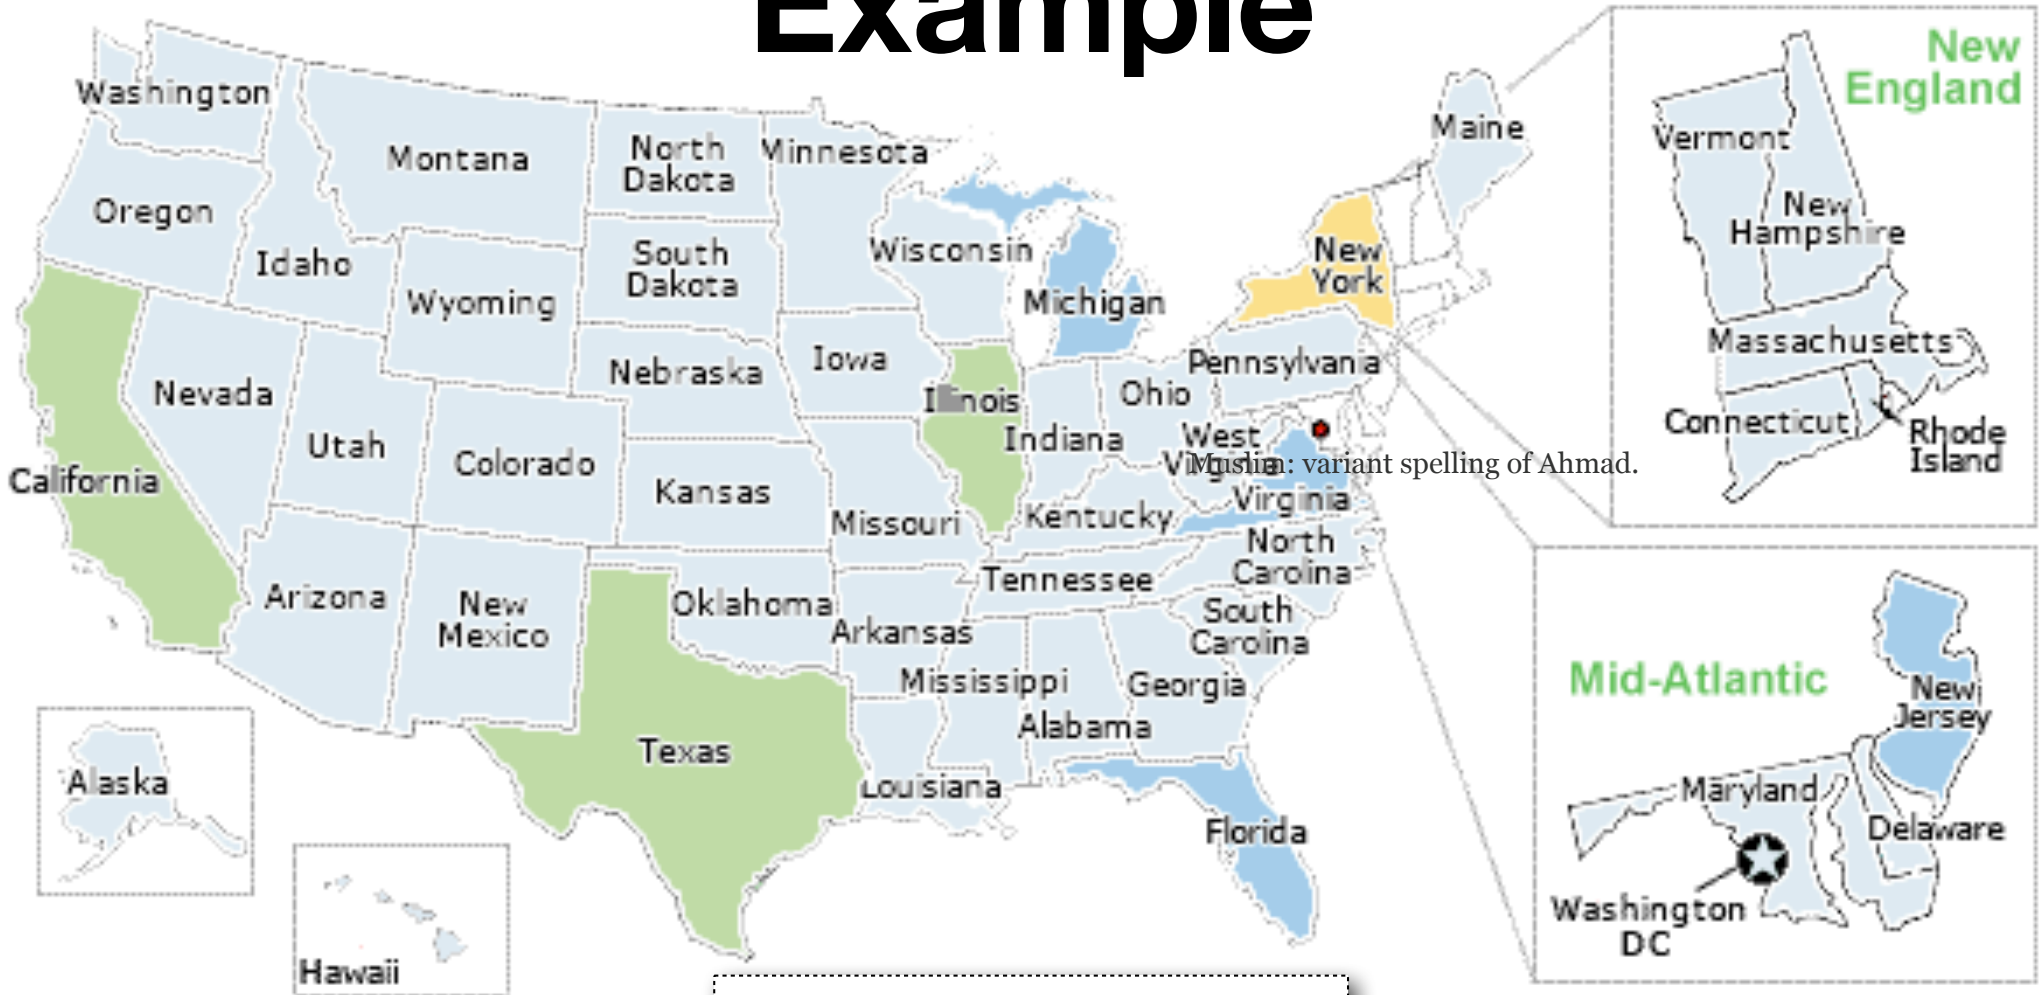 Example
New
England
Washington
Montana
North
Dakota
Minnesota
Maine
Vermont
Oregon
Idaho
Wyoming
South
Dakota
Wisconsin
Michigan
New
York
New
Hampshire
Massachusetts
Connecticut
Rhode
Island
Nevada
Utah
Colorado
Nebraska
Iowa
Illinois
Indiana
Ohio
Pennsylvania
West
Virginia
Muslim: variant spelling of Ahmad.
Virginia
California
Kansas
Missouri
Kentucky
North
Carolina
Tennessee
South
Carolina
Arizona
New
Mexico
Oklahoma
Arkansas
Mississippi
Georgia
Alabama
Texas
Louisiana
Florida
Alaska
Hawaii
Mid-Atlantic
New
Jersey
Maryland
Delaware
Washington
DC